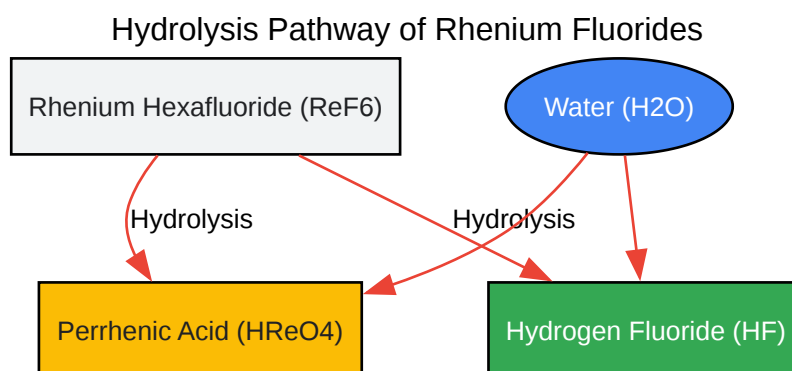 Hydrolysis Pathway of Rhenium Fluorides
Rhenium Hexafluoride (ReF6)
Water (H2O)
Hydrolysis
Hydrolysis
Perrhenic Acid (HReO4)
Hydrogen Fluoride (HF)